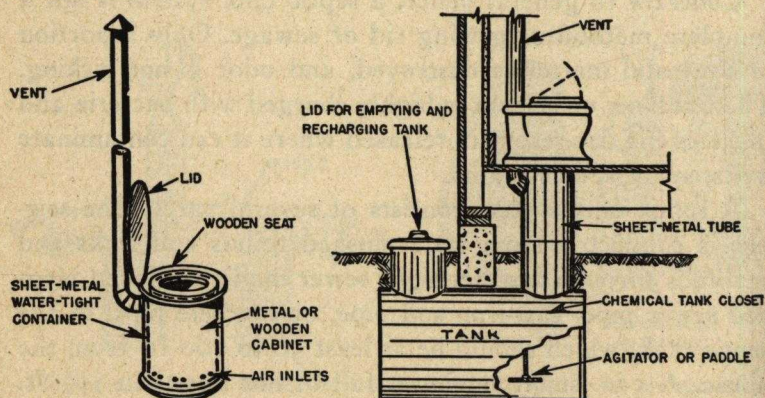 VENT
LID
WOODEN SEAT
SHEET-METAL
WATER-TIGHT
CONTAINER
METAL OR
WOODEN
CABINET
AIR INLETS
VENT
LID FOR EMPTYING AND
RECHARGING TANK
SHEET-METAL TUBE
CHEMICAL TANK CLOSET
TANK
AGITATOR OR PADDLE